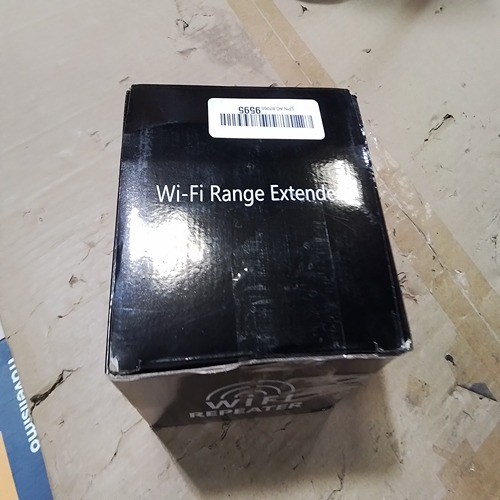 9595
Wi-Fi Range Extende
WiFi
REPEATER